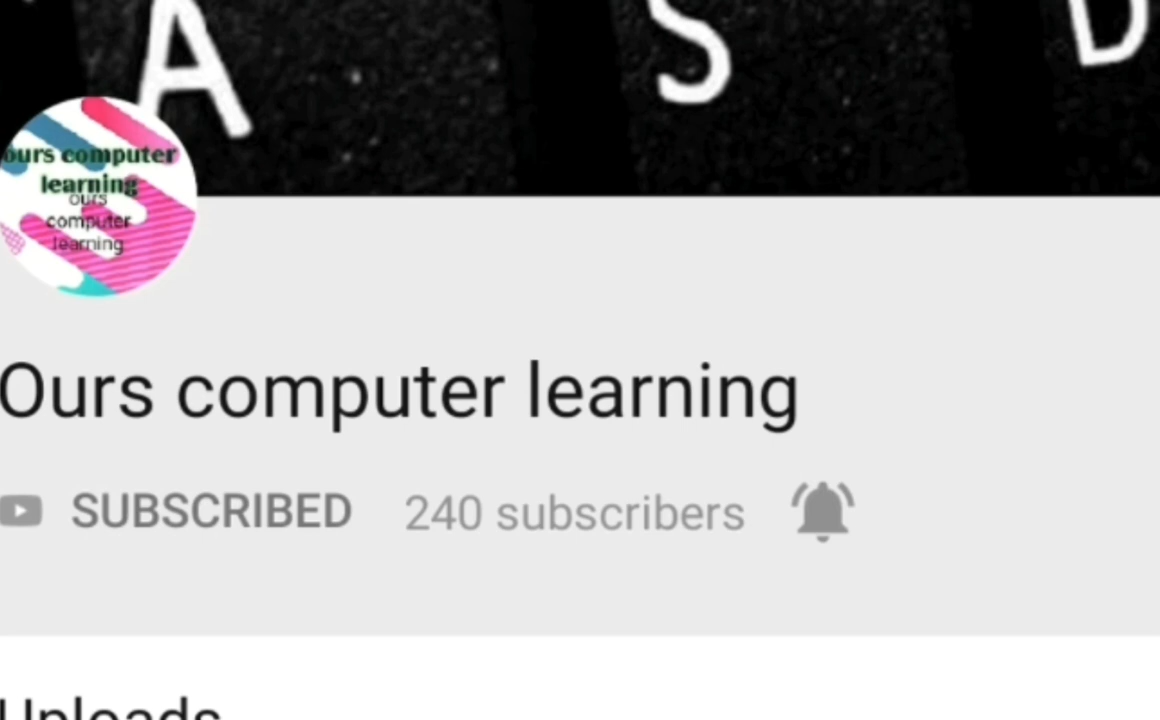 A S D
ours computer
learning
ours
computer
learning
Ours computer learning
SUBSCRIBED 240 subscribers
Uploads